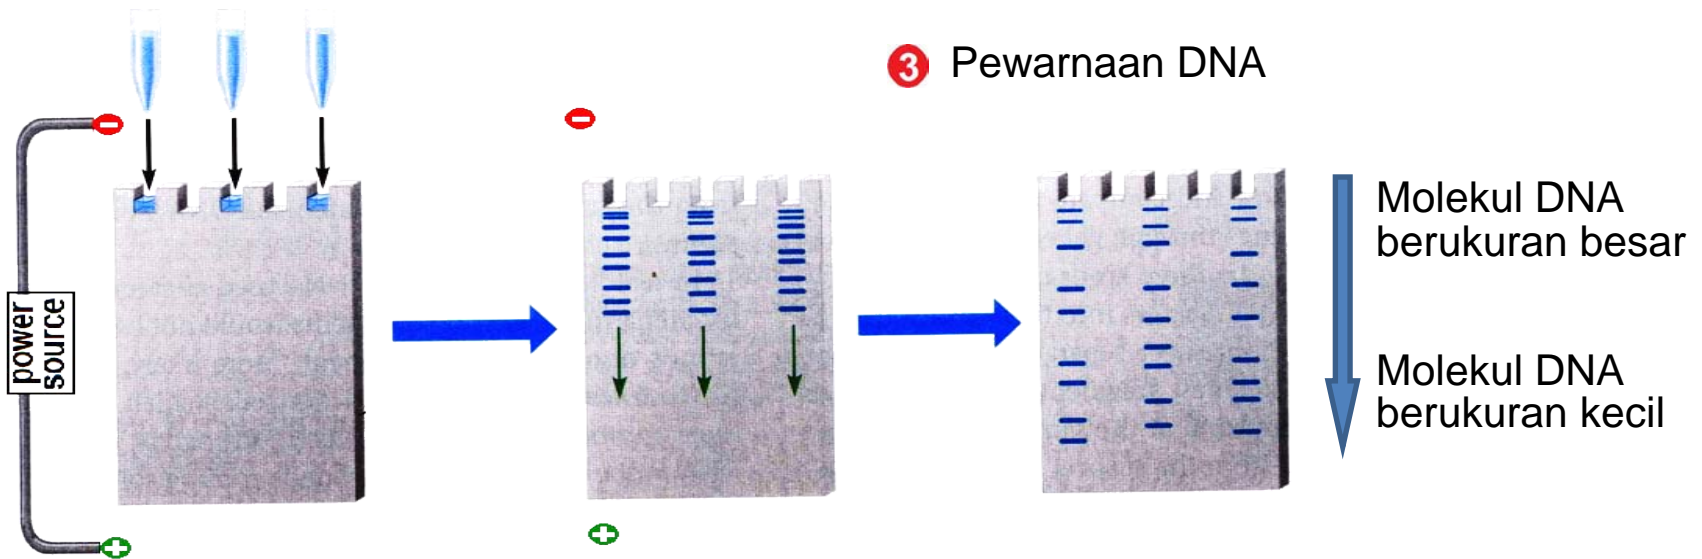 3 Pewarnaan DNA
power
source
Molekul DNA
berukuran besar
Molekul DNA
berukuran kecil